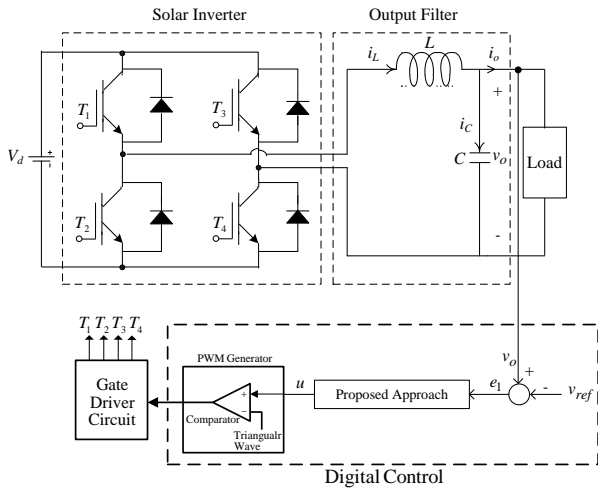 Solar Inverter
Output Filter
L
i_L
i_o
T_1
T_3
+
i_C
V_d
C
v_o
Load
T_2
T_4
-
T_1 T_2 T_3 T_4
Gate
Driver
Circuit
PWM Generator
+
-
Comparator
Triangualr
Wave
u
Proposed Approach
e_1
v_o
+
-
v_ref
Digital Control